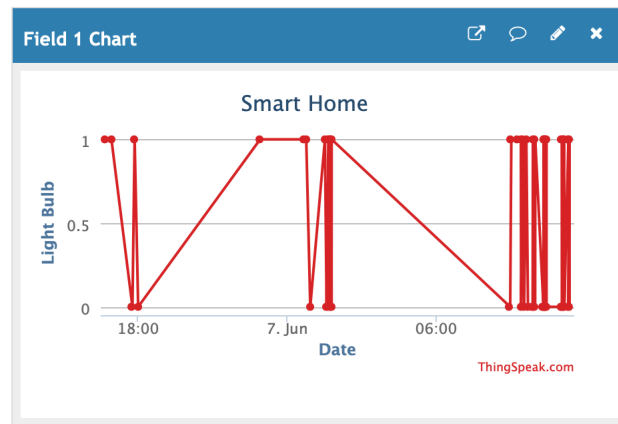 Field 1 Chart
Smart Home
1
0.5
0
Light Bulb
18:00 7. Jun 06:00
Date
ThingSpeak.com